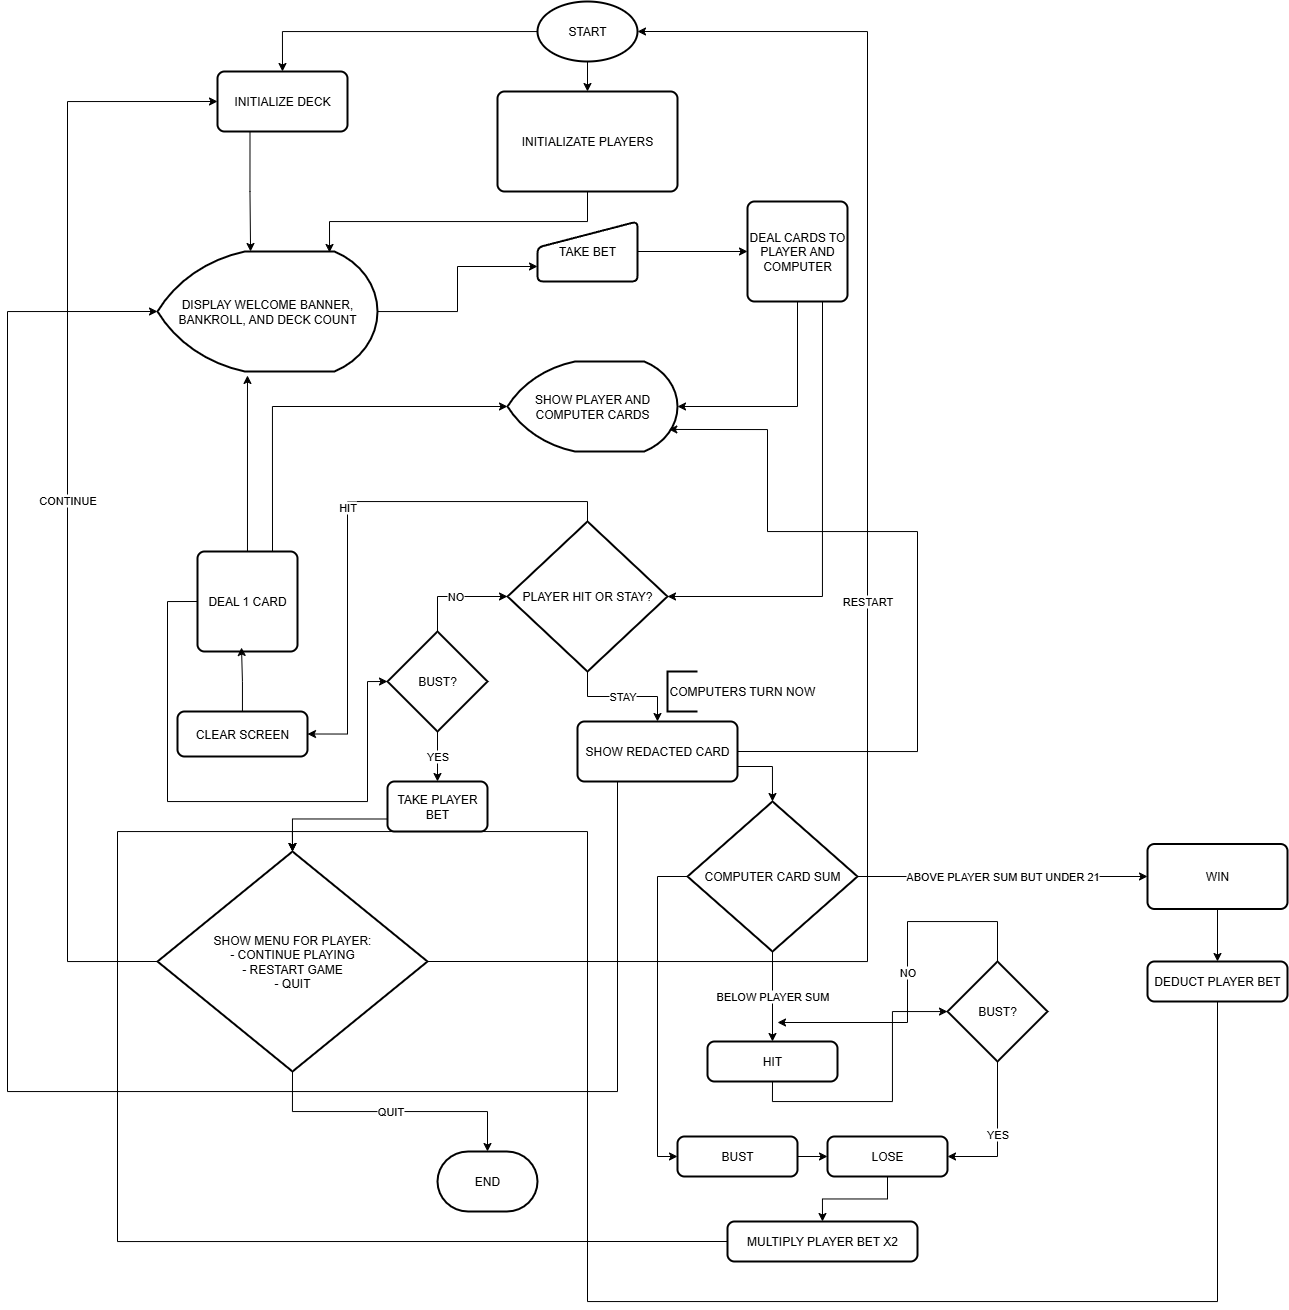 START
INITIALIZE DECK
INITIALIZATE PLAYERS
TAKE BET
DEAL CARDS TO
PLAYER AND
COMPUTER
DISPLAY WELCOME BANNER,
BANKROLL, AND DECK COUNT
SHOW PLAYER AND
COMPUTER CARDS
CONTINUE
HIT
DEAL 1 CARD
NO
PLAYER HIT OR STAY?
RESTART
BUST?
STAY
COMPUTERS TURN NOW
CLEAR SCREEN
SHOW REDACTED CARD
YES
TAKE PLAYER
BET
COMPUTER CARD SUM
ABOVE PLAYER SUM BUT UNDER 21
WIN
SHOW MENU FOR PLAYER:
- CONTINUE PLAYING
- RESTART GAME
- QUIT
NO
DEDUCT PLAYER BET
BELOW PLAYER SUM
BUST?
HIT
QUIT
YES
BUST
LOSE
END
MULTIPLY PLAYER BET X2